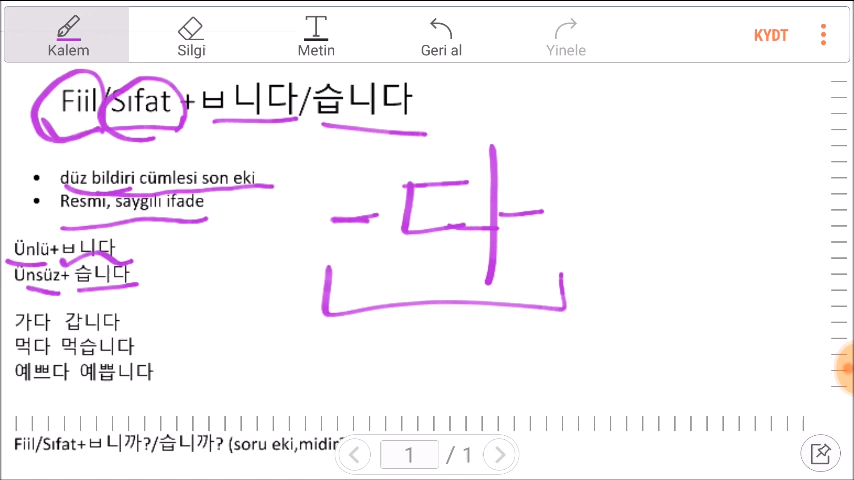 Kalem Silgi Metin Geri al Yinele KYDT
Fiil/Sıfat +ㅂ니다/습니다
düz bildiri cümlesi son eki
Resmi, saygılı ifade
-다-
Ünlü+ㅂ니다
Ünsüz+ 습니다
가다 갑니다
먹다 먹습니다
예쁘다 예쁩니다
Fiil/Sıfat+ㅂ니까?/습니까? (soru eki,midir?
1 / 1